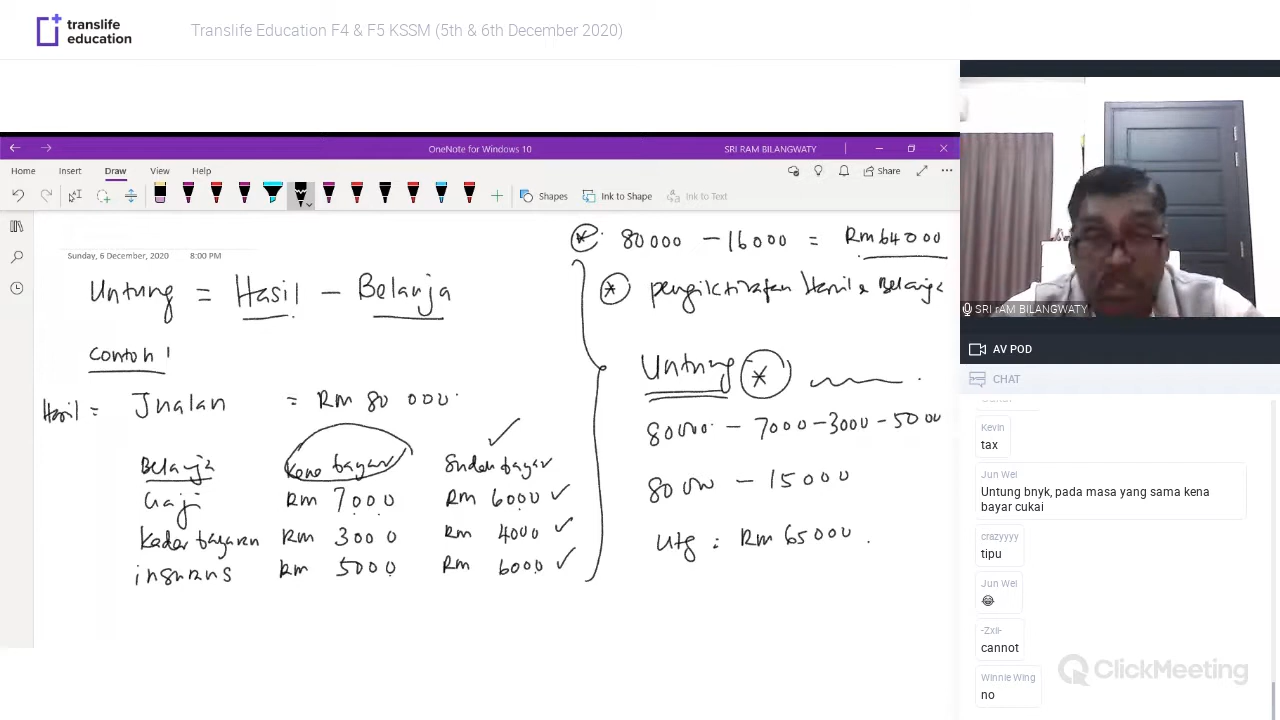 translife
education
Translife Education F4 & F5 KSSM (5th & 6th December 2020)
OneNote for Windows 10
SRI RAM BILANGWATY
Home Insert Draw View Help
Share
Shapes Ink to Shape Ink to Text
Sunday, 6 December, 2020 8:00 PM
Untung = Hasil - Belanja
Contoh 1
Hasil = Jualan = RM 80 000
Belanja Kena bayar Sudah bayar
Gaji RM 7000 RM 6000 ✓
Kadar bayaran RM 3000 RM 4000 ✓
insurans RM 5000 RM 6000 ✓
* 80000 - 16000 = RM 64000
* pengiktirafan Hasil & Belanja
Untung *
80000 - 7000 - 3000 - 5000
80000 - 15000
Utg : RM 65000
SRI rAM BILANGWATY
AV POD
CHAT
Kevin
tax
Jun Wei
Untung bnyk, pada masa yang sama kena
bayar cukai
crazyyyy
tipu
Jun Wei
😂
-Zxii-
cannot
Winnie Wing
no
ClickMeeting